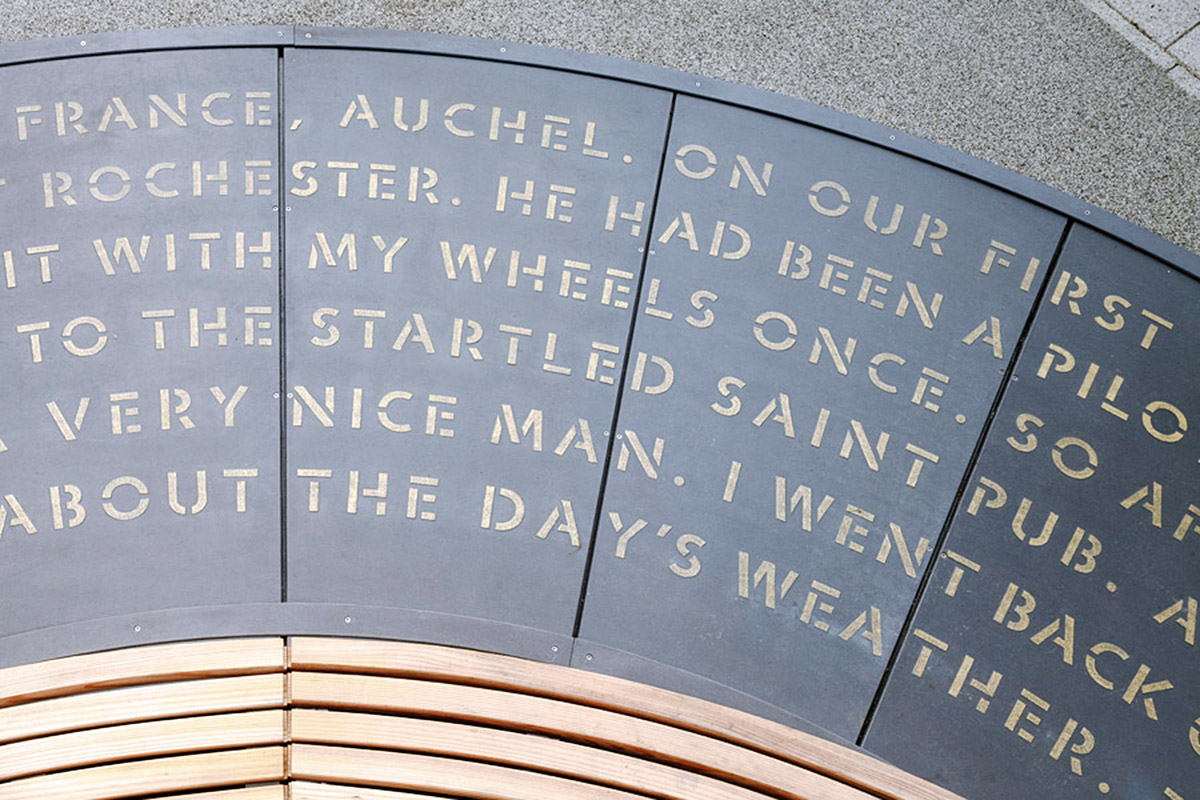 FRANCE, AUCHEL. ON OUR FIRST
ROCHESTER. HE HAD BEEN A PILO
IT WITH MY WHEELS ONCE. SO AF
TO THE STARTLED SAINT PUB. A
VERY NICE MAN. I WENT BACK
ABOUT THE DAY'S WEATHER.